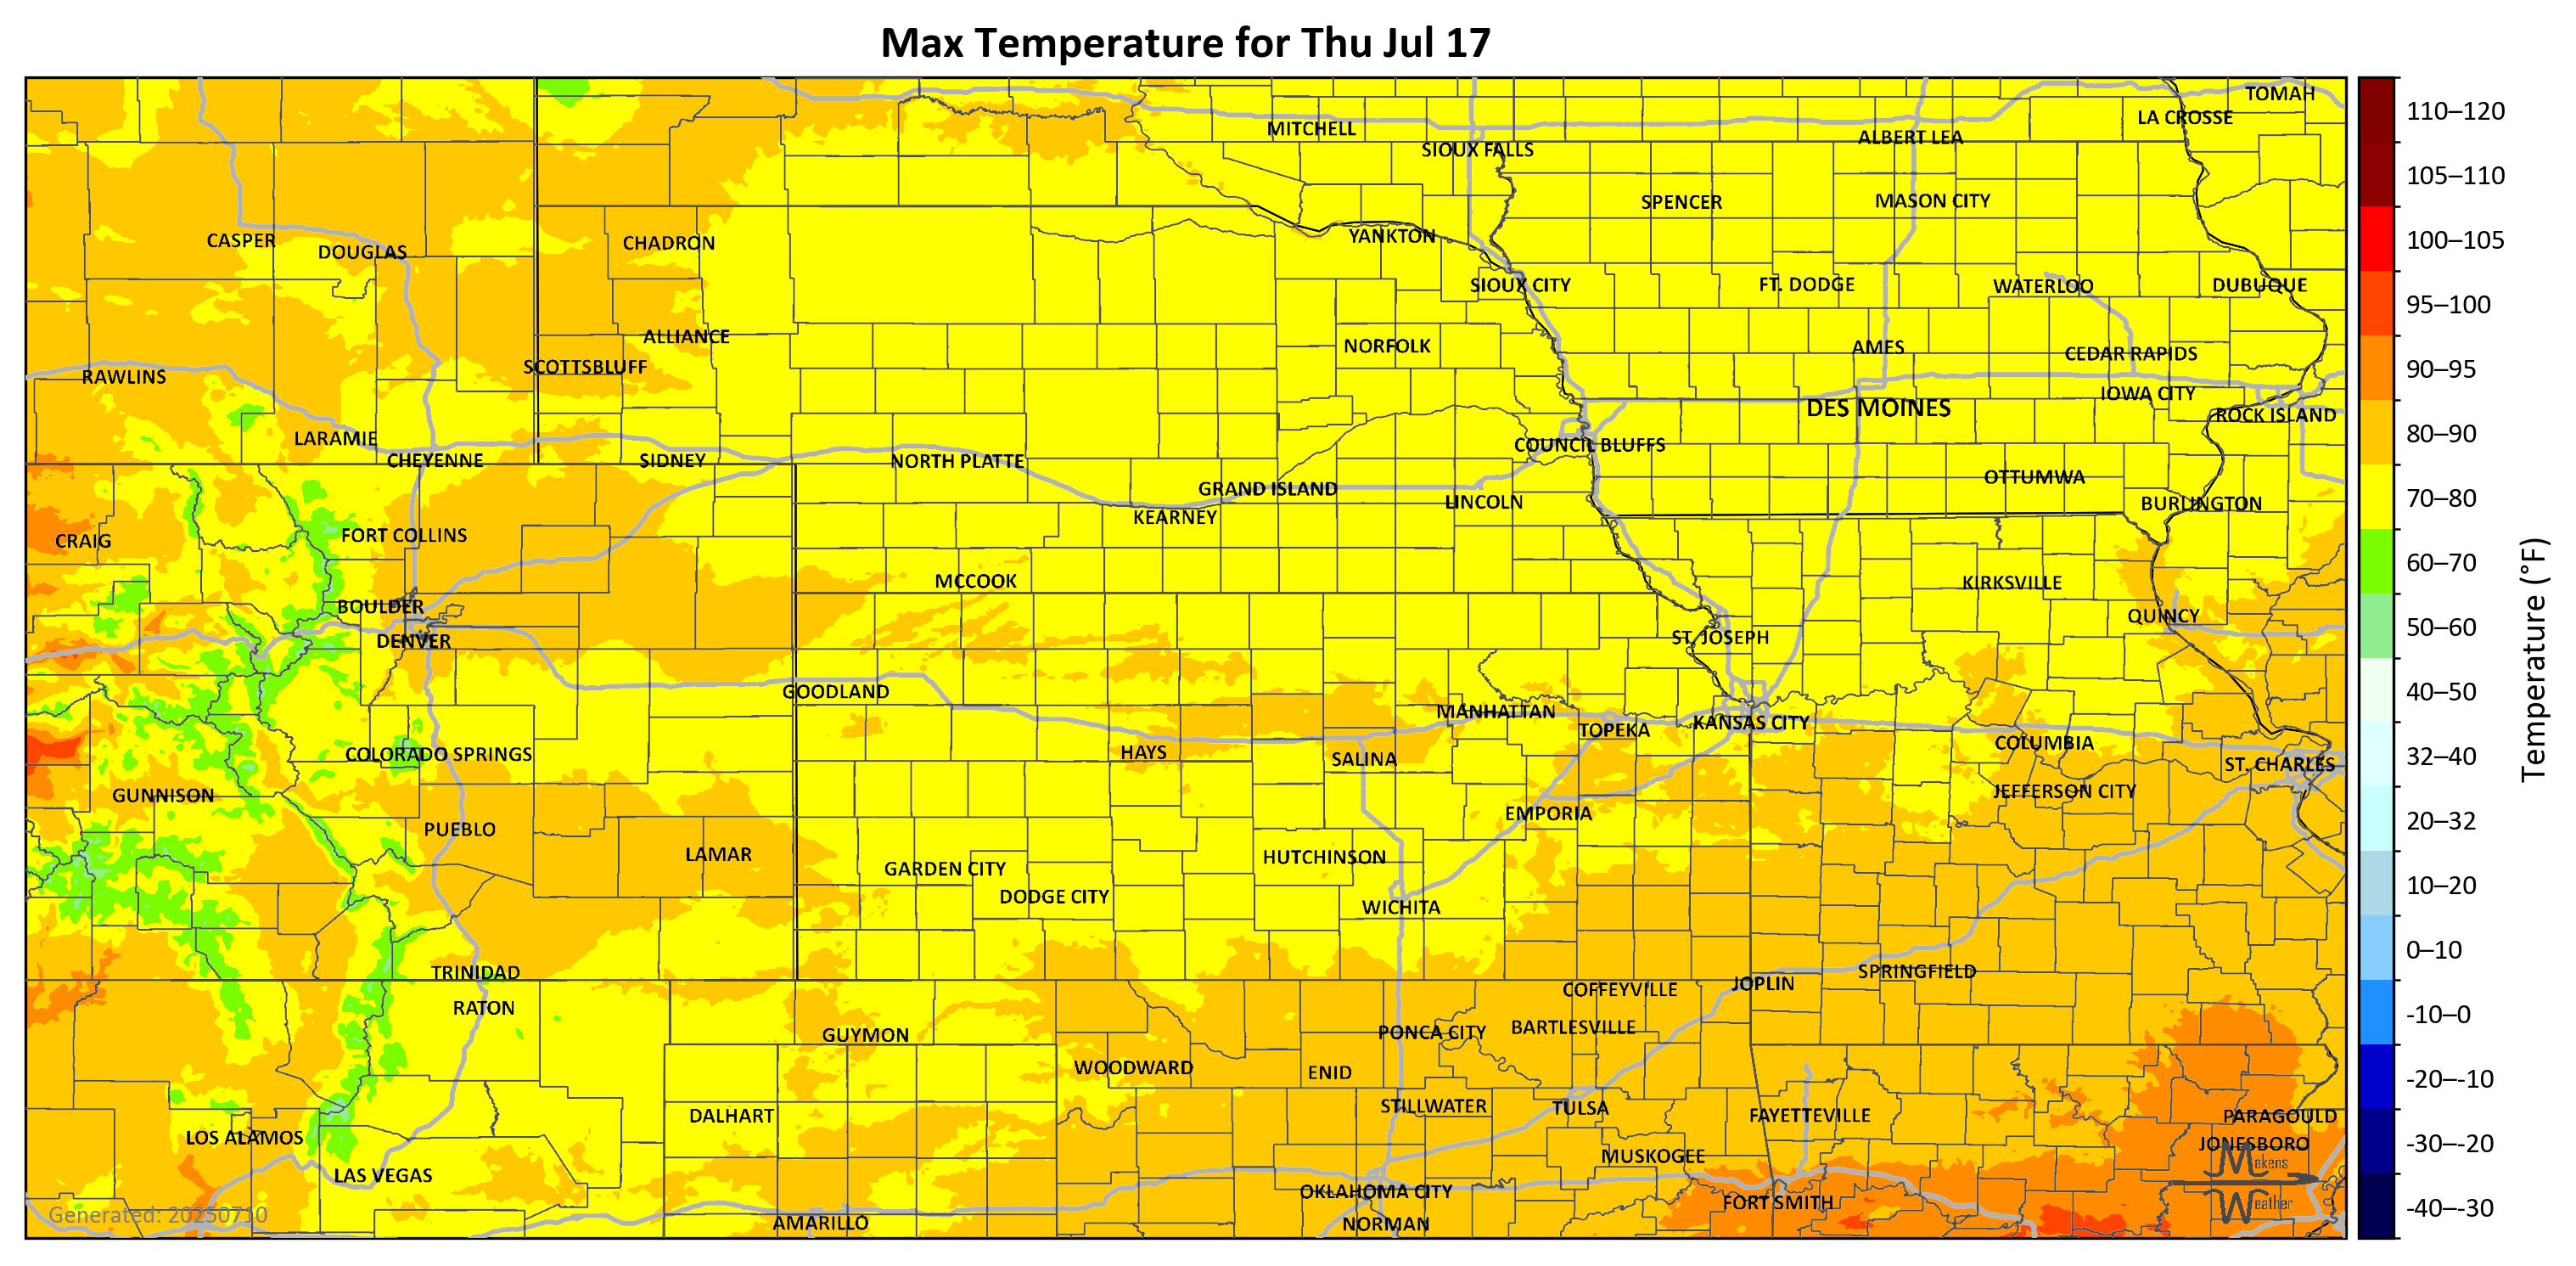 Max Temperature for Thu Jul 17
TOMAH
LA CROSSE
MITCHELL
ALBERT LEA
SIOUX FALLS
SPENCER
MASON CITY
CASPER
DOUGLAS
CHADRON
YANKTON
SIOUX CITY
FT. DODGE
WATERLOO
DUBUQUE
ALLIANCE
NORFOLK
AMES
CEDAR RAPIDS
SCOTTSBLUFF
RAWLINS
IOWA CITY
DES MOINES
ROCK ISLAND
LARAMIE
COUNCIL BLUFFS
CHEYENNE
SIDNEY
NORTH PLATTE
OTTUMWA
GRAND ISLAND
LINCOLN
BURLINGTON
KEARNEY
FORT COLLINS
CRAIG
MCCOOK
KIRKSVILLE
BOULDER
QUINCY
DENVER
ST. JOSEPH
GOODLAND
MANHATTAN
KANSAS CITY
TOPEKA
COLUMBIA
COLORADO SPRINGS
HAYS
SALINA
ST. CHARLES
GUNNISON
JEFFERSON CITY
EMPORIA
PUEBLO
LAMAR
HUTCHINSON
GARDEN CITY
DODGE CITY
WICHITA
TRINIDAD
SPRINGFIELD
JOPLIN
COFFEYVILLE
RATON
GUYMON
PONCA CITY
BARTLESVILLE
WOODWARD
ENID
STILLWATER
TULSA
DALHART
FAYETTEVILLE
PARAGOULD
LOS ALAMOS
JONESBORO
MUSKOGEE
LAS VEGAS
OKLAHOMA CITY
FORT SMITH
AMARILLO
NORMAN
Generated: 20250710
Makens
Weather
110–120
105–110
100–105
95–100
90–95
80–90
70–80
60–70
50–60
40–50
32–40
20–32
10–20
0–10
-10–0
-20–-10
-30–-20
-40–-30
Temperature (°F)